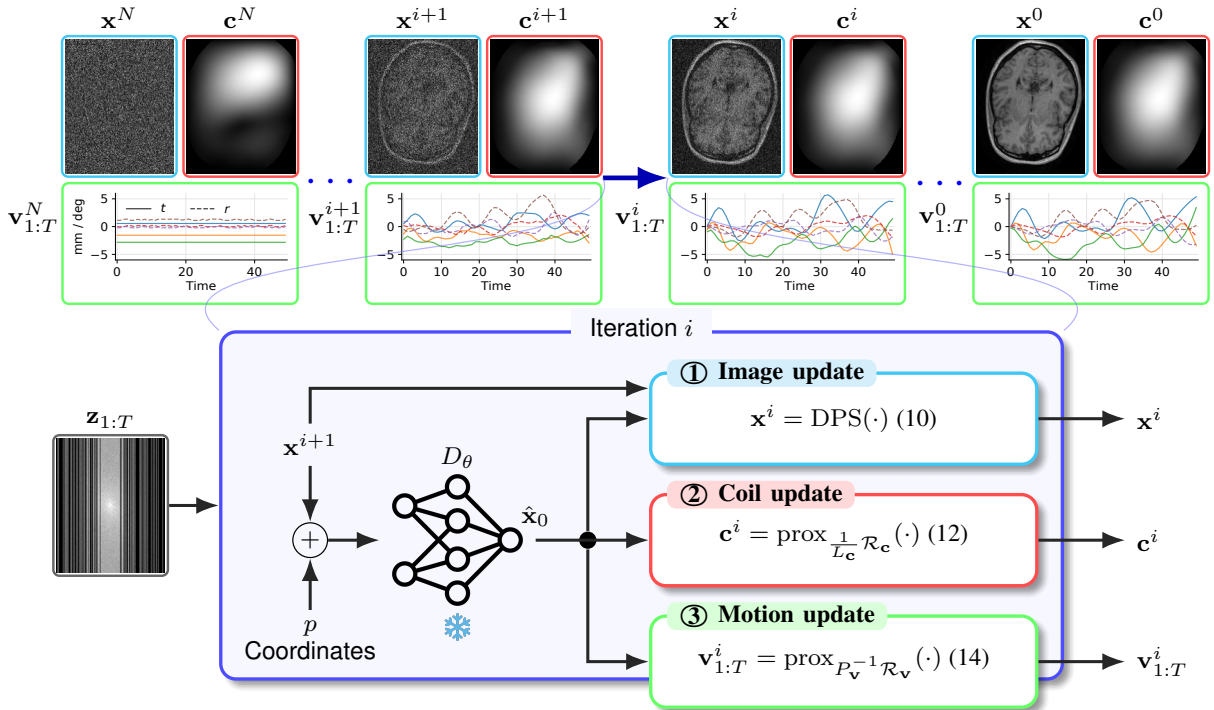 x^N c^N x^{i+1} c^{i+1} x^i c^i x^0 c^0
v^N_{1:T} v^{i+1}_{1:T} v^i_{1:T} v^0_{1:T}
mm / deg
5
0
−5
t r
0 20 40
Time
5
0
−5
0 10 20 30 40
Time
5
0
−5
0 10 20 30 40
Time
5
0
−5
0 10 20 30 40
Time
Iteration i
z_{1:T}
x^{i+1}
+
p
Coordinates
D_θ
x̂_0
① Image update
x^i = DPS(·) (10)
x^i
② Coil update
c^i = prox_{\frac{1}{L_c} R_c}(·) (12)
c^i
③ Motion update
v^i_{1:T} = prox_{P_v^{-1} R_v}(·) (14)
v^i_{1:T}